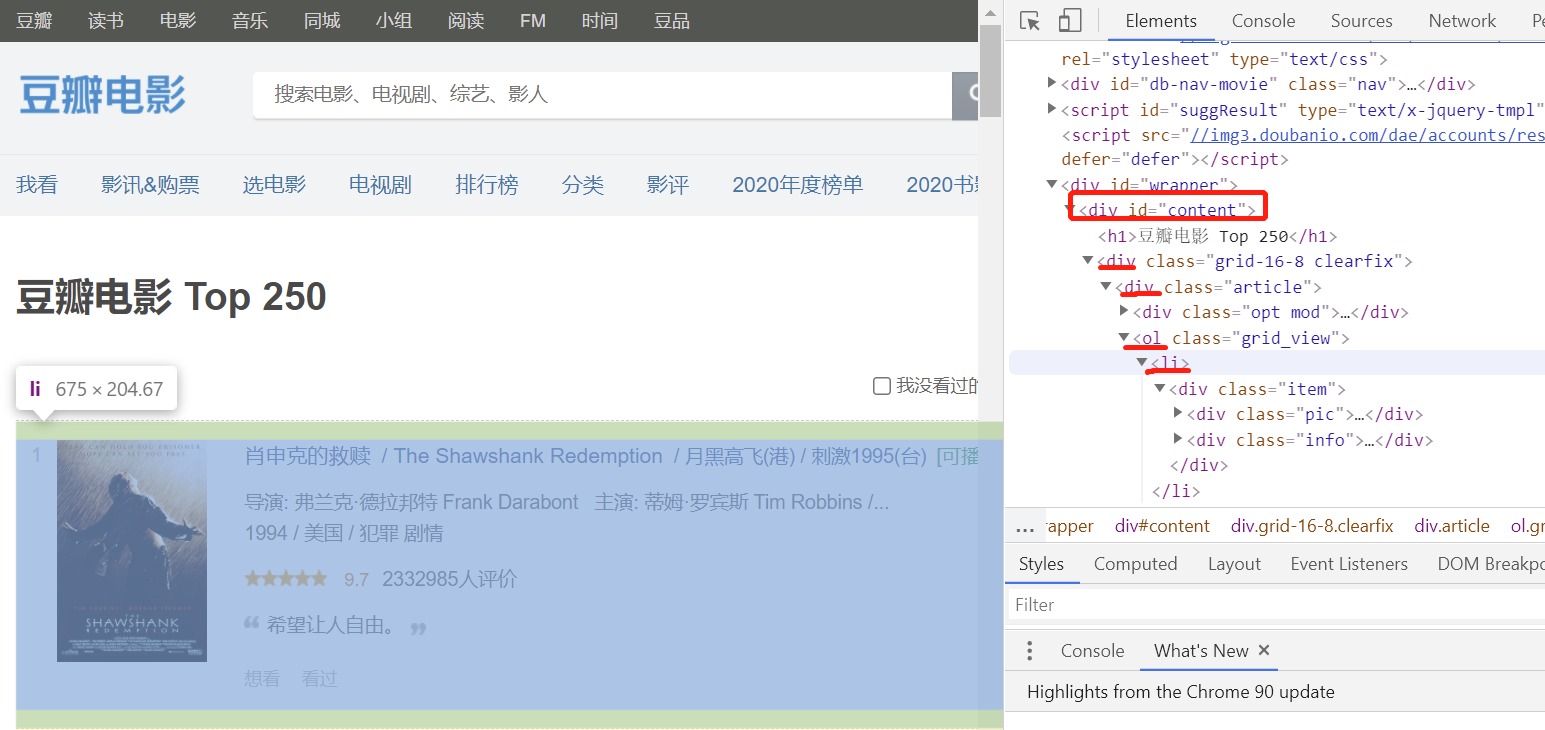 豆瓣 读书 电影 音乐 同城 小组 阅读 FM 时间 豆品
豆瓣电影
搜索电影、电视剧、综艺、影人
我看 影讯&购票 选电影 电视剧 排行榜 分类 影评 2020年度榜单 2020书
豆瓣电影 Top 250
li 675 × 204.67
我没看过的
1
肖申克的救赎 / The Shawshank Redemption / 月黑高飞(港) / 刺激1995(台) [可播
导演: 弗兰克·德拉邦特 Frank Darabont 主演: 蒂姆·罗宾斯 Tim Robbins /...
1994 / 美国 / 犯罪 剧情
9.7 2332985人评价
“ 希望让人自由。 ”
想看 看过
THE
SHAWSHANK
REDEMPTION
Elements Console Sources Network Pe
rel="stylesheet" type="text/css">
<div id="db-nav-movie" class="nav">…</div>
<script id="suggResult" type="text/x-jquery-tmpl"
<script src="//img3.doubanio.com/dae/accounts/res
defer="defer"></script>
<div id="wrapper">
<div id="content">
<h1>豆瓣电影 Top 250</h1>
<div class="grid-16-8 clearfix">
<div class="article">
<div class="opt mod">…</div>
<ol class="grid_view">
<li>
<div class="item">
<div class="pic">…</div>
<div class="info">…</div>
</div>
</li>
... rapper div#content div.grid-16-8.clearfix div.article ol.gr
Styles Computed Layout Event Listeners DOM Breakpo
Filter
Console What's New ×
Highlights from the Chrome 90 update